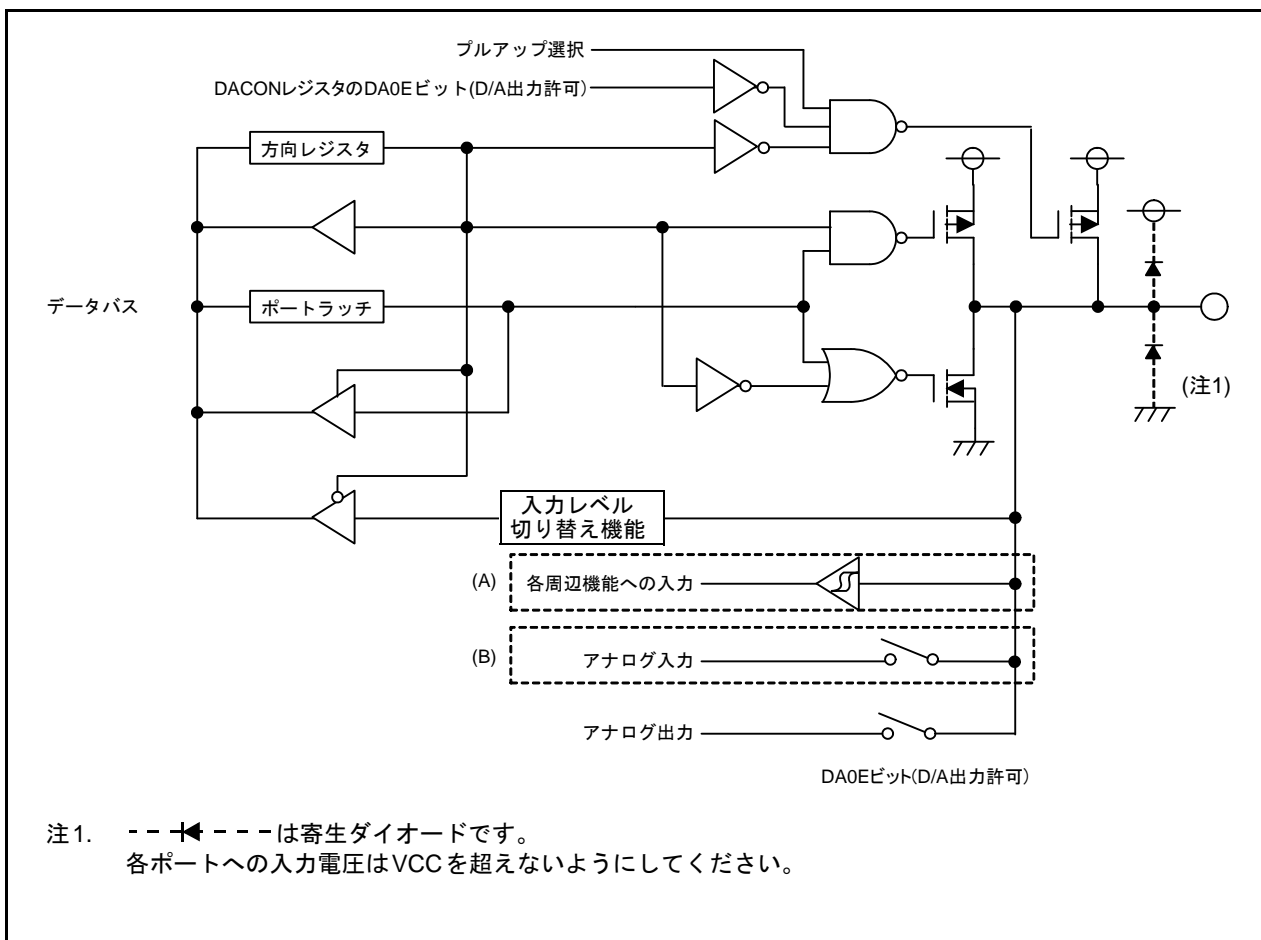 プルアップ選択
DACONレジスタのDA0Eビット(D/A出力許可)
方向レジスタ
データバス
ポートラッチ
(注1)
入力レベル
切り替え機能
(A)
各周辺機能への入力
(B)
アナログ入力
アナログ出力
DA0Eビット(D/A出力許可)
注1. は寄生ダイオードです。
各ポートへの入力電圧はVCCを超えないようにしてください。